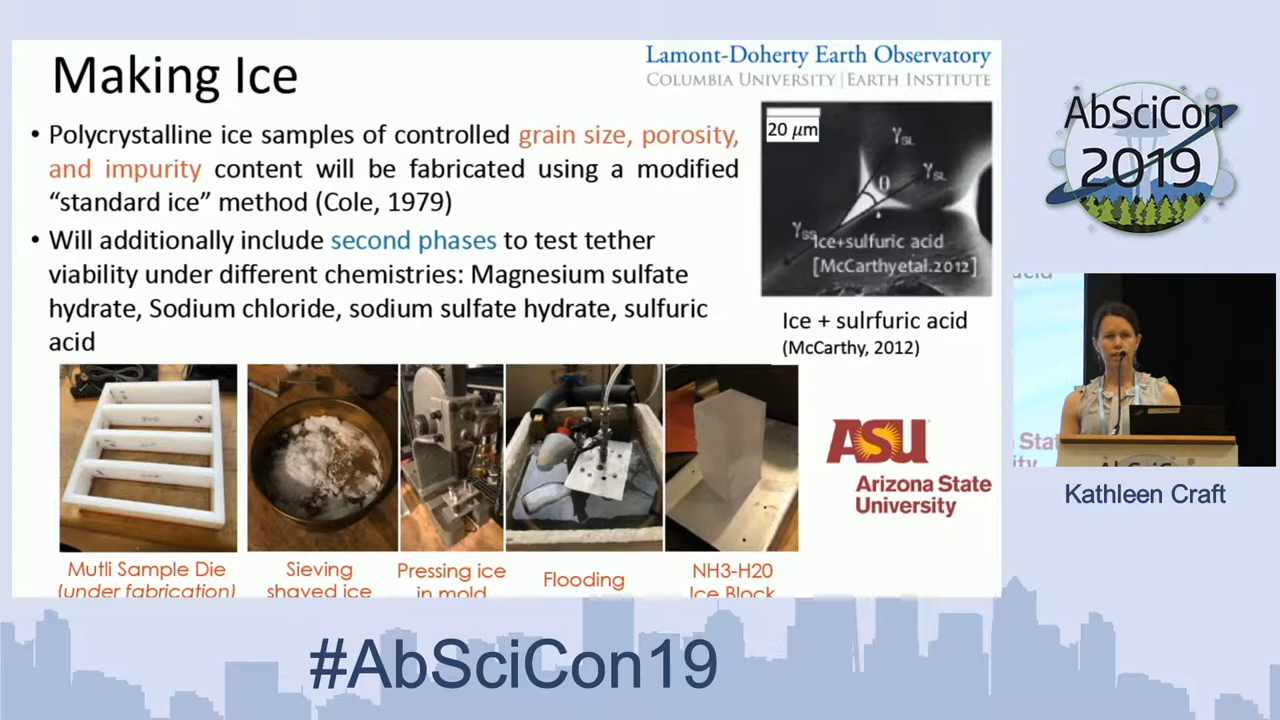 Making Ice
Lamont-Doherty Earth Observatory
COLUMBIA UNIVERSITY | EARTH INSTITUTE
• Polycrystalline ice samples of controlled grain size, porosity,
and impurity content will be fabricated using a modified
“standard ice” method (Cole, 1979)
• Will additionally include second phases to test tether
viability under different chemistries: Magnesium sulfate
hydrate, Sodium chloride, sodium sulfate hydrate, sulfuric
acid
20 μm
γSL
γSL
θ
γSS
Ice+sulfuric acid
[McCarthyetal.2012]
Ice + sulrfuric acid
(McCarthy, 2012)
ASU
Arizona State
University
Mutli Sample Die
(under fabrication)
Sieving
shaved ice
Pressing ice
in mold
Flooding
NH3-H20
Ice Block
AbSciCon
2019
Kathleen Craft
#AbSciCon19